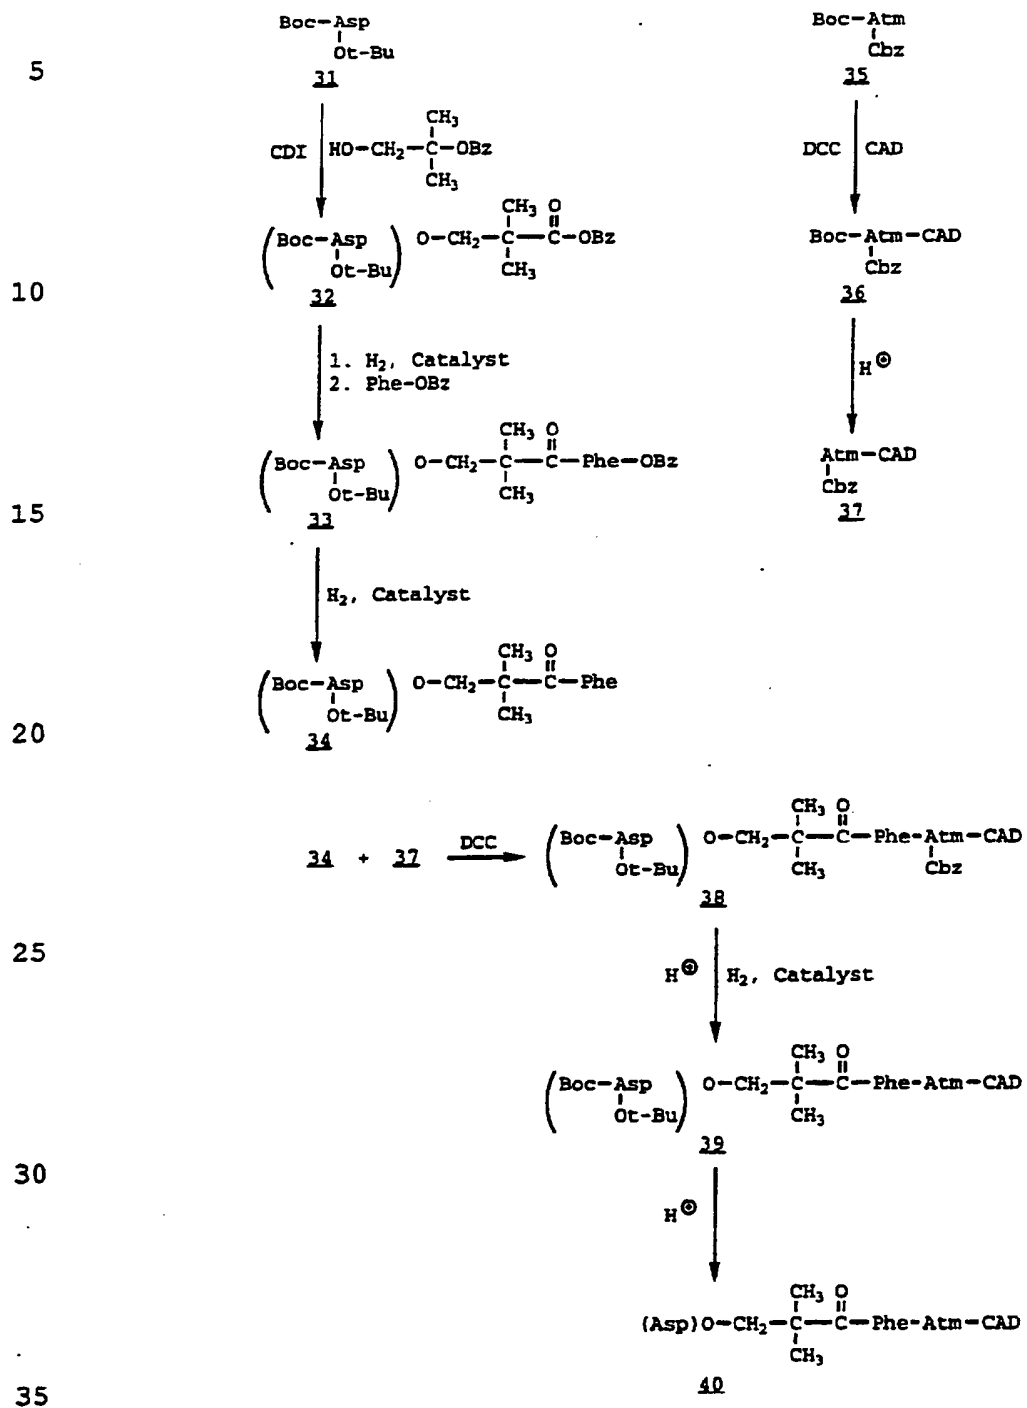 Boc-Asp
Ot-Bu
31
CDI
CH3
HO-CH2-C-OBz
CH3
Boc-Asp
Ot-Bu
32
CH3 O
O-CH2-C-C-OBz
CH3
1. H2, Catalyst
2. Phe-OBz
Boc-Asp
Ot-Bu
33
CH3 O
O-CH2-C-C-Phe-OBz
CH3
H2, Catalyst
Boc-Asp
Ot-Bu
34
CH3 O
O-CH2-C-C-Phe
CH3
Boc-Atm
Cbz
35
DCC CAD
Boc-Atm-CAD
Cbz
36
H⊕
Atm-CAD
Cbz
37
34 + 37
DCC
Boc-Asp
Ot-Bu
CH3 O
O-CH2-C-C-Phe-Atm-CAD
CH3 Cbz
38
H⊕ H2, Catalyst
Boc-Asp
Ot-Bu
CH3 O
O-CH2-C-C-Phe-Atm-CAD
CH3
39
H⊕
CH3 O
(Asp)O-CH2-C-C-Phe-Atm-CAD
CH3
40
5
10
15
20
25
30
35